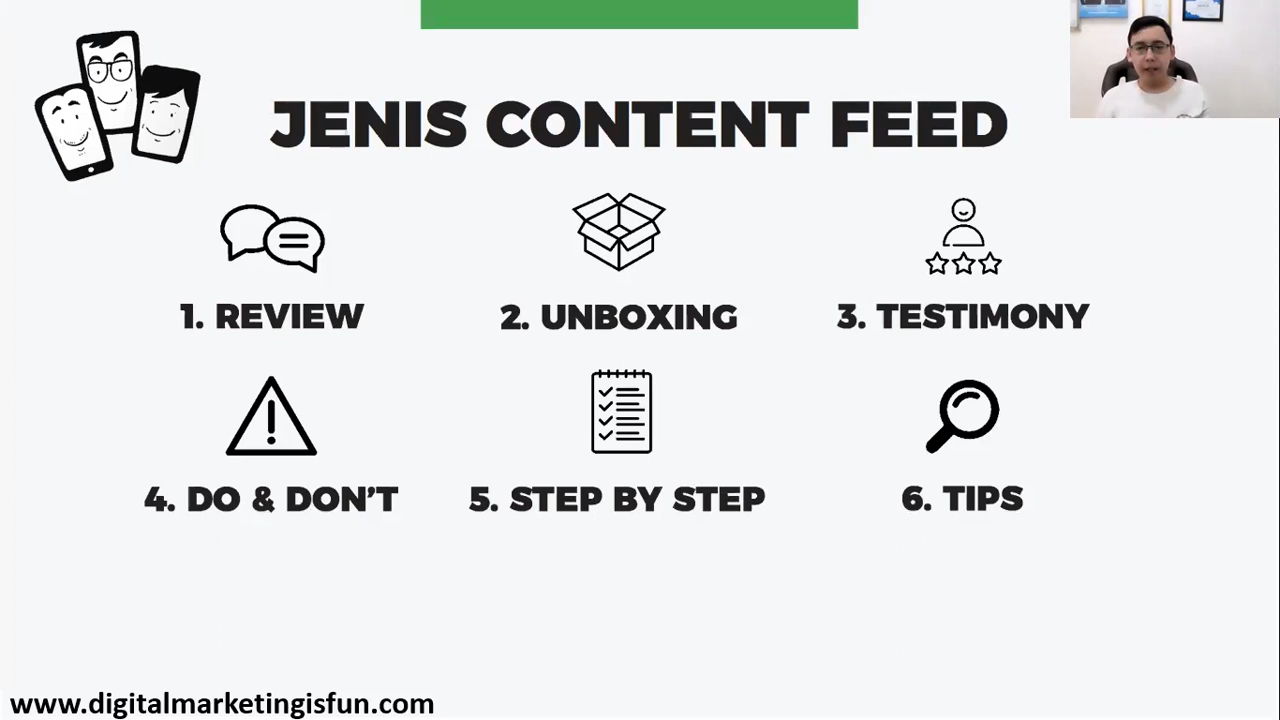 JENIS CONTENT FEED
1. REVIEW
2. UNBOXING
3. TESTIMONY
4. DO & DON'T
5. STEP BY STEP
6. TIPS
www.digitalmarketingisfun.com